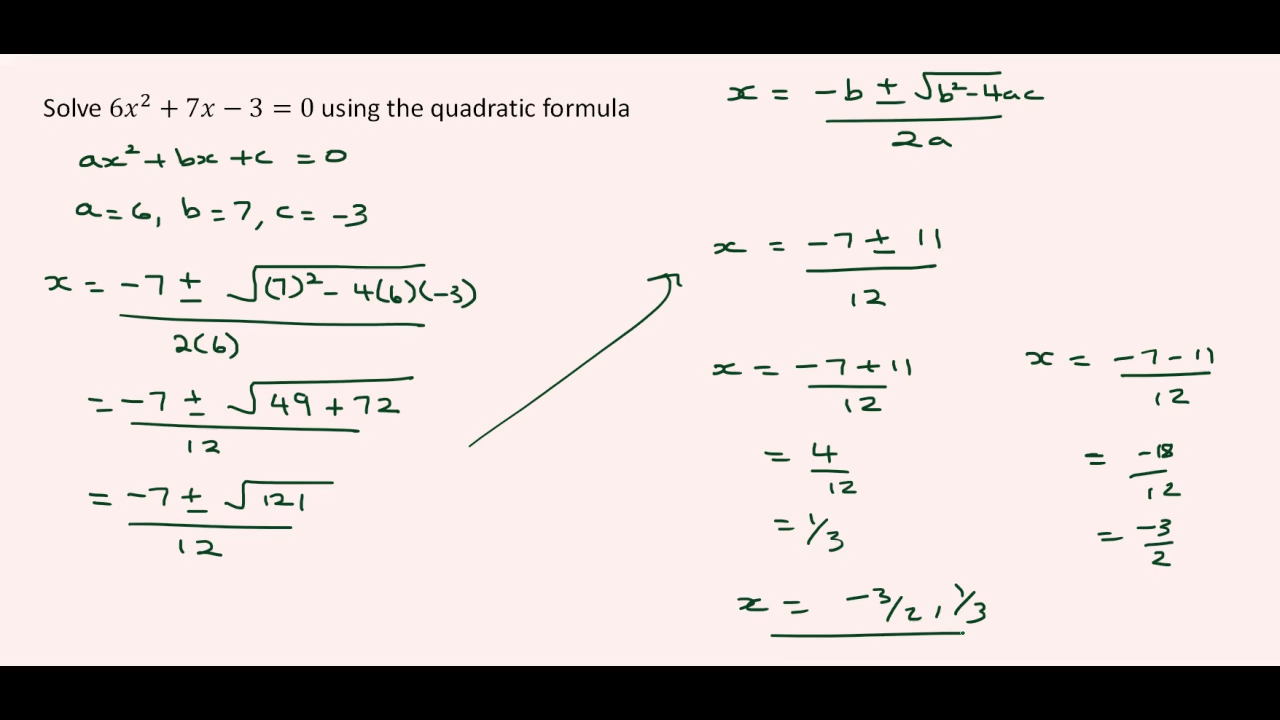 Solve 6x² + 7x − 3 = 0 using the quadratic formula
ax² + bx + c = 0
a = 6, b = 7, c = -3
x = -7 ± √(7)² - 4(6)(-3)
2(6)
= -7 ± √49 + 72
12
= -7 ± √121
12
x = -b ± √b² - 4ac
2a
x = -7 ± 11
12
x = -7 + 11
12
= 4
12
= 1/3
x = -7 - 11
12
= -18
12
= -3
2
x = -3/2, 1/3